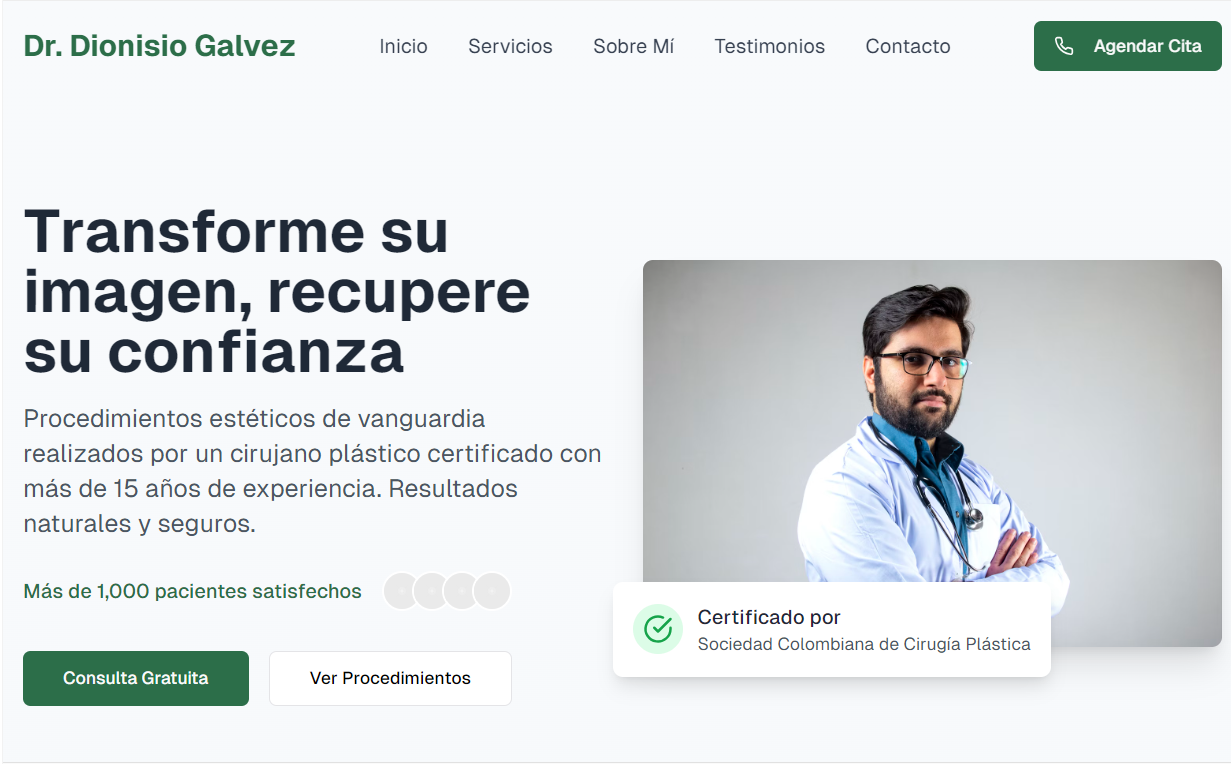 Dr. Dionisio Galvez
Inicio
Servicios
Sobre Mí
Testimonios
Contacto
Agendar Cita
Transforme su
imagen, recupere
su confianza
Procedimientos estéticos de vanguardia
realizados por un cirujano plástico certificado con
más de 15 años de experiencia. Resultados
naturales y seguros.
Más de 1,000 pacientes satisfechos
Consulta Gratuita
Ver Procedimientos
Certificado por
Sociedad Colombiana de Cirugía Plástica